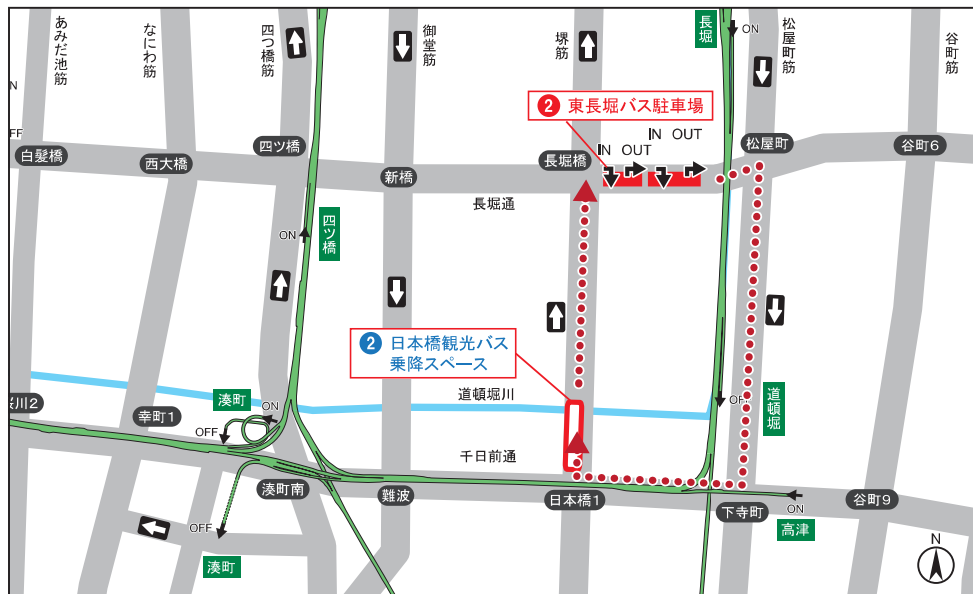 あみだ池筋
なにわ筋
四つ橋筋
御堂筋
堺筋
長堀
ON
松屋町筋
谷町筋
N
FF
2 東長堀バス駐車場
IN OUT
IN OUT
白髪橋
西大橋
四ツ橋
新橋
長堀橋
松屋町
谷町6
長堀通
ON
四ツ橋
2 日本橋観光バス
乗降スペース
道頓堀川
OFF
道頓堀
桜川2
幸町1
湊町
ON
OFF
千日前通
湊町南
難波
日本橋1
下寺町
谷町9
ON
高津
OFF
湊町
N